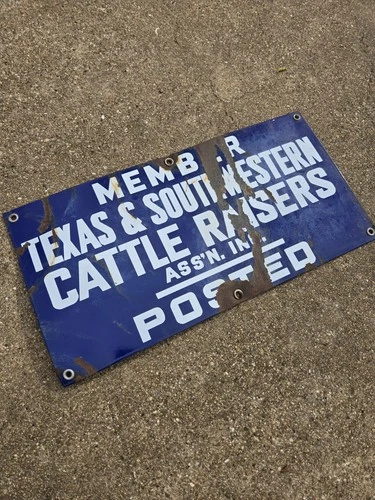 MEMBER
TEXAS & SOUTHWESTERN
CATTLE RAISERS
ASS'N. INC.
POSTED